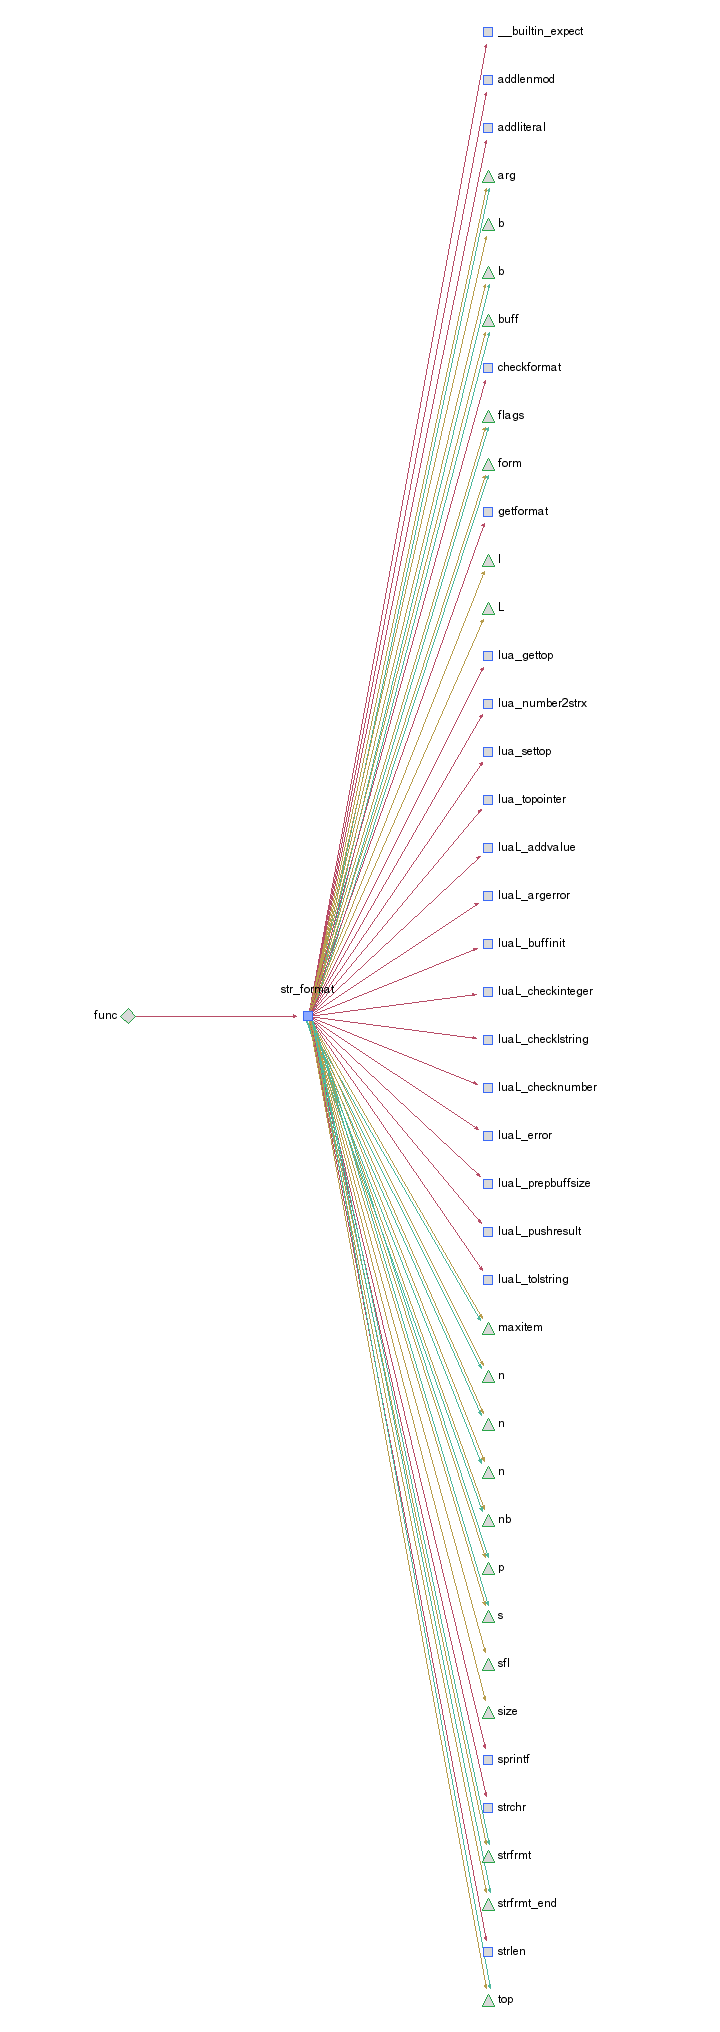 __builtin_expect
addlenmod
addliteral
arg
b
b
buff
checkformat
flags
form
getformat
l
L
lua_gettop
lua_number2strx
lua_settop
lua_topointer
luaL_addvalue
luaL_argerror
luaL_buffinit
str_format
luaL_checkinteger
func
luaL_checklstring
luaL_checknumber
luaL_error
luaL_prepbuffsize
luaL_pushresult
luaL_tolstring
maxitem
n
n
n
nb
p
s
sfl
size
sprintf
strchr
strfrmt
strfrmt_end
strlen
top